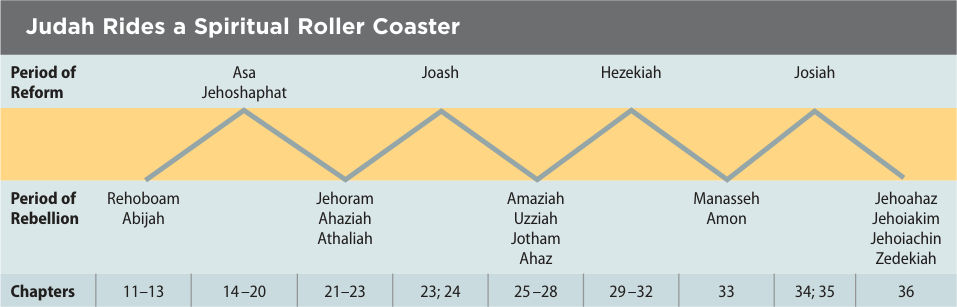 Judah Rides a Spiritual Roller Coaster
Period of Reform
Asa
Jehoshaphat
Joash
Hezekiah
Josiah
Period of Rebellion
Rehoboam
Abijah
Jehoram
Ahaziah
Athaliah
Amaziah
Uzziah
Jotham
Ahaz
Manasseh
Amon
Jehoahaz
Jehoiakim
Jehoiachin
Zedekiah
Chapters 11–13 14–20 21–23 23; 24 25–28 29–32 33 34; 35 36